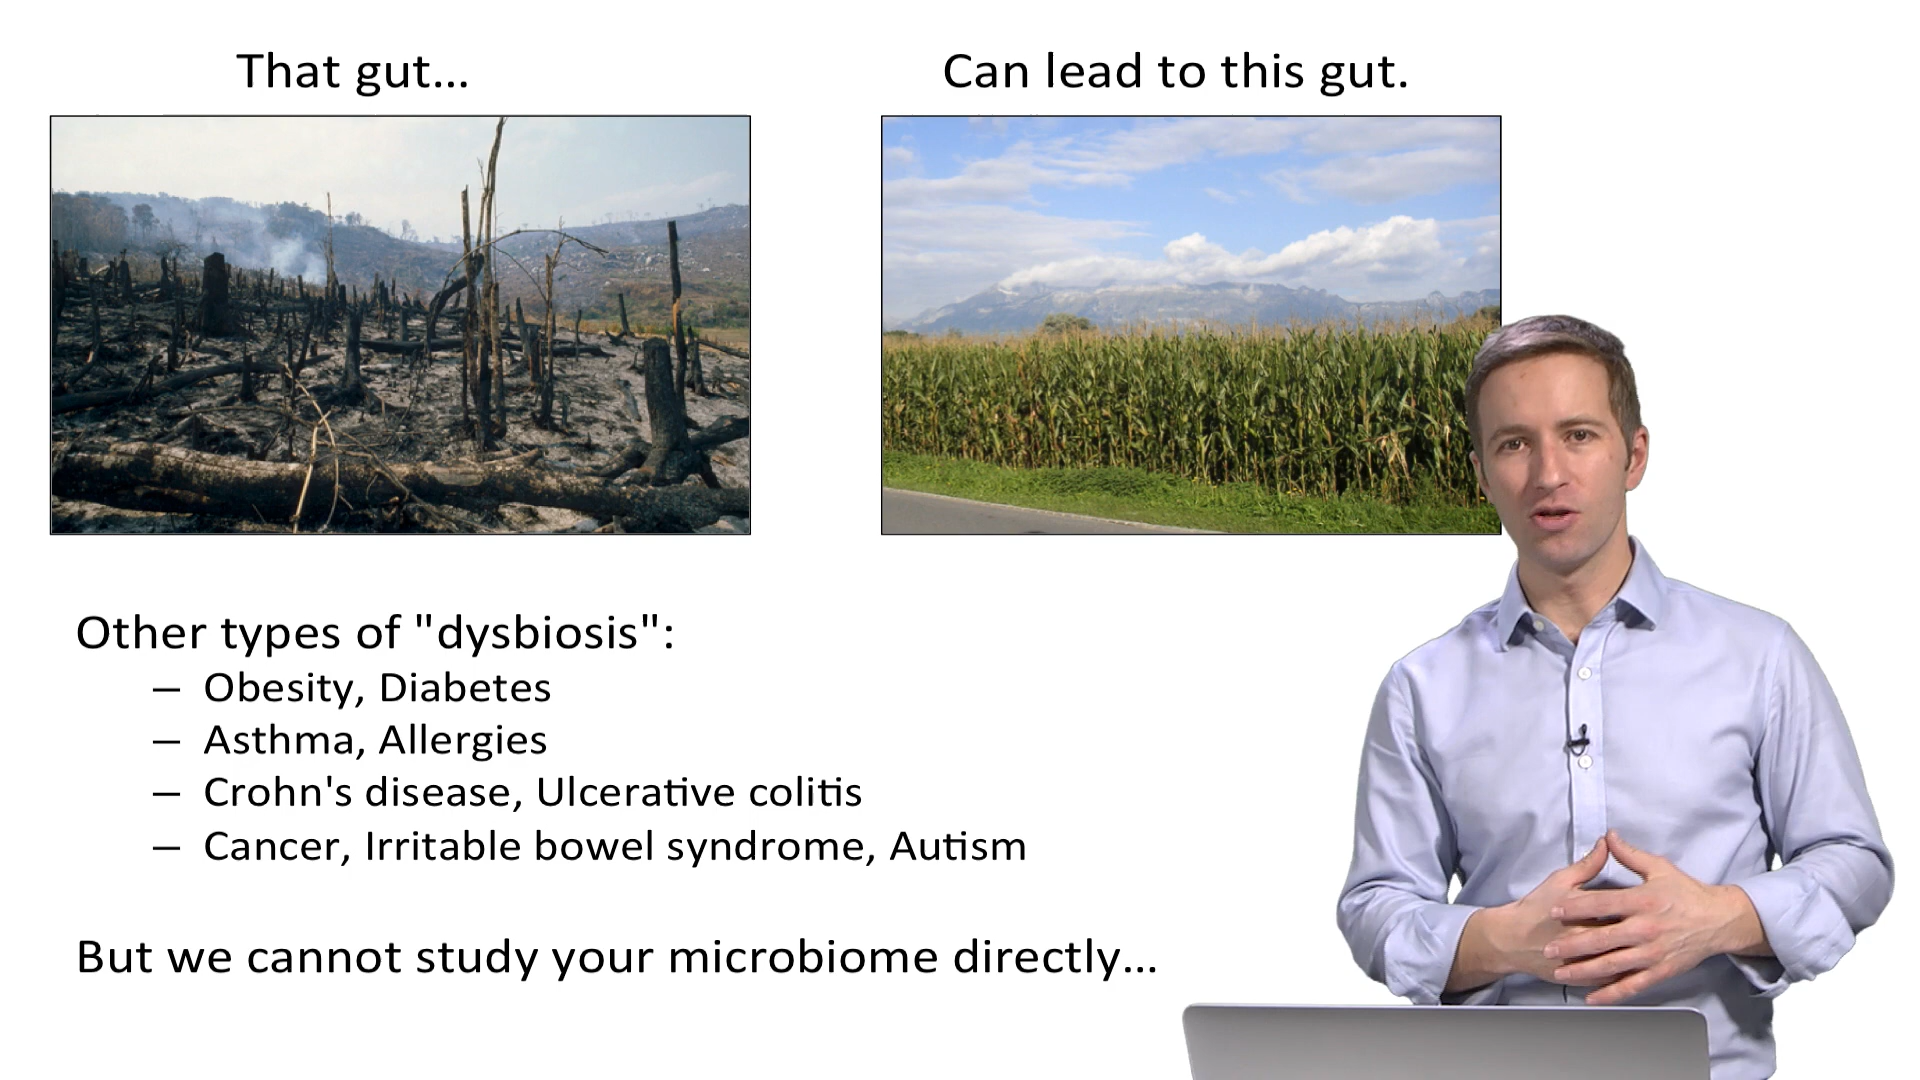 That gut...
Can lead to this gut.
Other types of "dysbiosis":
– Obesity, Diabetes
– Asthma, Allergies
– Crohn's disease, Ulcerative colitis
– Cancer, Irritable bowel syndrome, Autism
But we cannot study your microbiome directly...